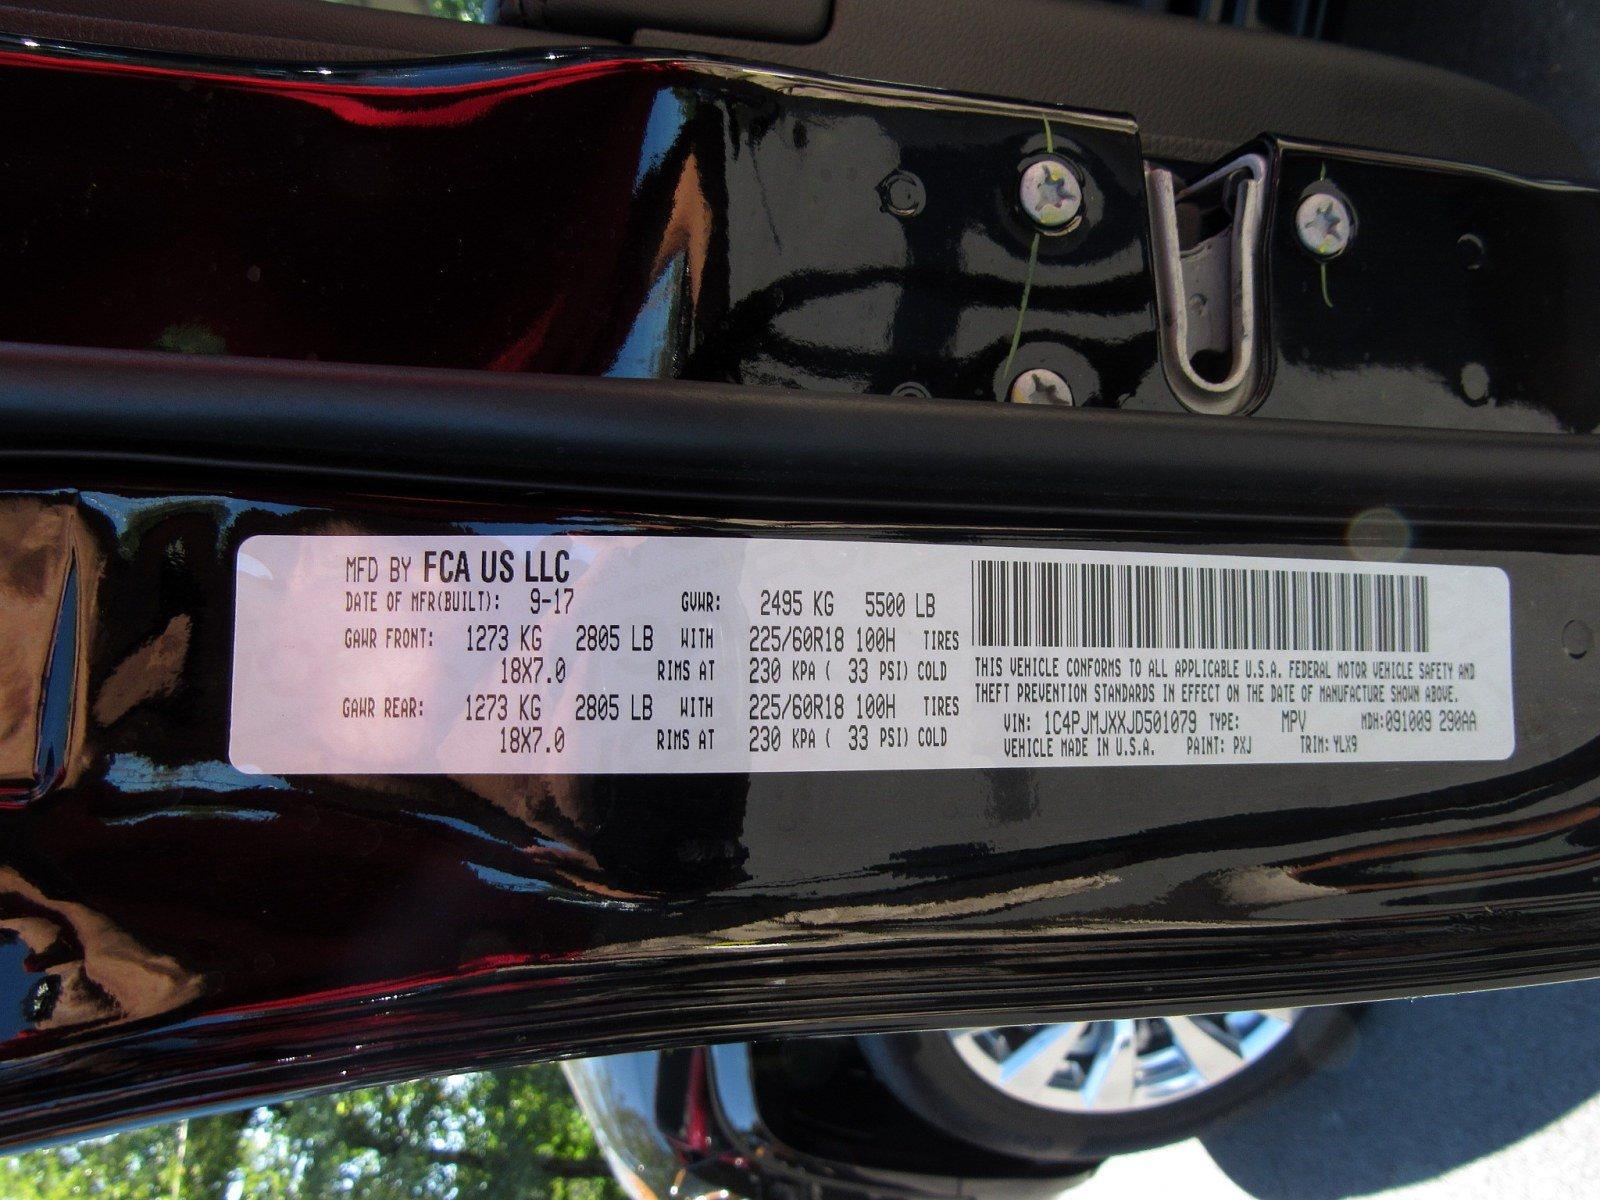 MFD BY FCA US LLC
DATE OF MFR(BUILT): 9-17 GVWR: 2495 KG 5500 LB
GAWR FRONT: 1273 KG 2805 LB WITH 225/60R18 100H TIRES
18X7.0 RIMS AT 230 KPA ( 33 PSI) COLD
GAWR REAR: 1273 KG 2805 LB WITH 225/60R18 100H TIRES
18X7.0 RIMS AT 230 KPA ( 33 PSI) COLD
THIS VEHICLE CONFORMS TO ALL APPLICABLE U.S.A. FEDERAL MOTOR VEHICLE SAFETY AND
THEFT PREVENTION STANDARDS IN EFFECT ON THE DATE OF MANUFACTURE SHOWN ABOVE.
VIN: 1C4PJMJXXJD501079 TYPE: MPV MDH:091009 290AA
VEHICLE MADE IN U.S.A. PAINT: PXJ TRIM: YLX9